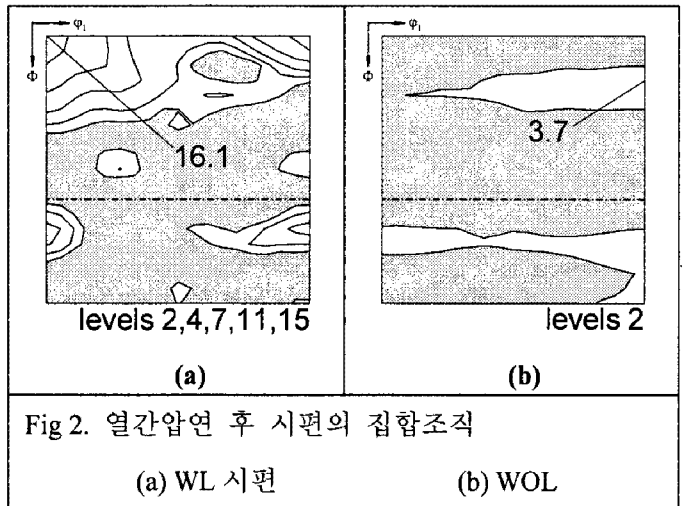 φ₁
Φ
16.1
levels 2,4,7,11,15
(a)
φ₁
Φ
3.7
levels 2
(b)
Fig 2. 열간압연 후 시편의 집합조직
(a) WL 시편 (b) WOL